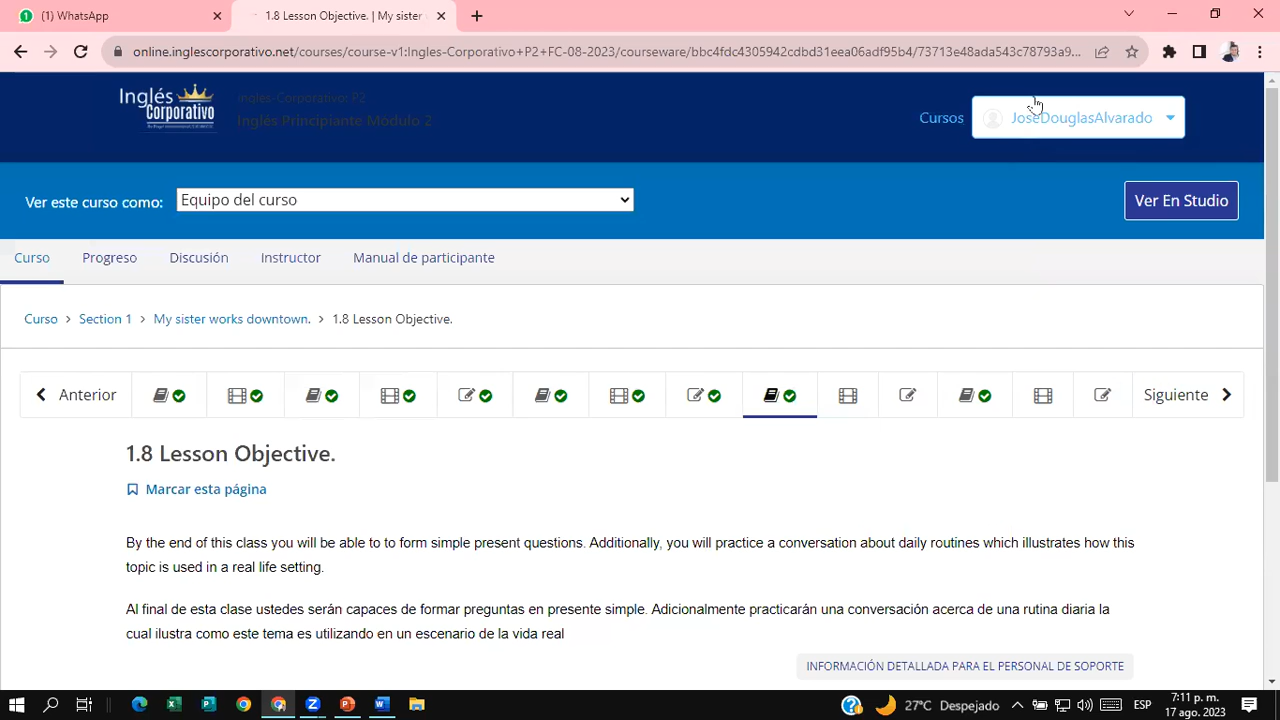 (1) WhatsApp
1.8 Lesson Objective. | My sister
online.inglescorporativo.net/courses/course-v1:Ingles-Corporativo+P2+FC-08-2023/courseware/bbc4fdc4305942cdbd31eea06adf95b4/73713e48ada543c78793a9...
Inglés
Corporativo
Ingles-Corporativo: P2
Inglés Principiante Módulo 2
Cursos
JoseDouglasAlvarado
Ver este curso como:
Equipo del curso
Ver En Studio
Curso
Progreso
Discusión
Instructor
Manual de participante
Curso > Section 1 > My sister works downtown. > 1.8 Lesson Objective.
Anterior
Siguiente
1.8 Lesson Objective.
Marcar esta página
By the end of this class you will be able to to form simple present questions. Additionally, you will practice a conversation about daily routines which illustrates how this
topic is used in a real life setting.
Al final de esta clase ustedes serán capaces de formar preguntas en presente simple. Adicionalmente practicarán una conversación acerca de una rutina diaria la
cual ilustra como este tema es utilizando en un escenario de la vida real
INFORMACIÓN DETALLADA PARA EL PERSONAL DE SOPORTE
27°C Despejado
ESP
7:11 p. m.
17 ago. 2023